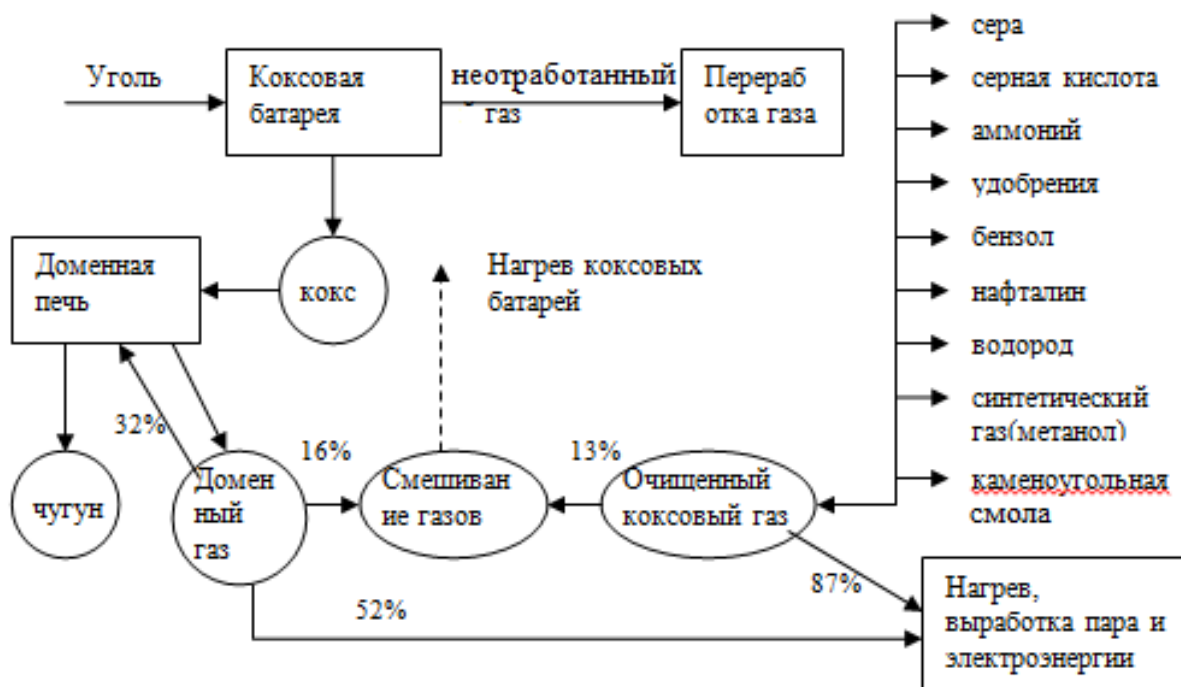 Уголь
Коксовая
батарея
неотработанный
газ
Перераб
отка газа
сера
серная кислота
аммоний
удобрения
бензол
нафталин
водород
синтетический
газ(метанол)
каменоугольная
смола
Доменная
печь
кокс
Нагрев коксовых
батарей
32%
16%
13%
чугун
Домен
ный
газ
Смешиван
ие газов
Очищенный
коксовый газ
87%
52%
Нагрев,
выработка пара и
электроэнергии